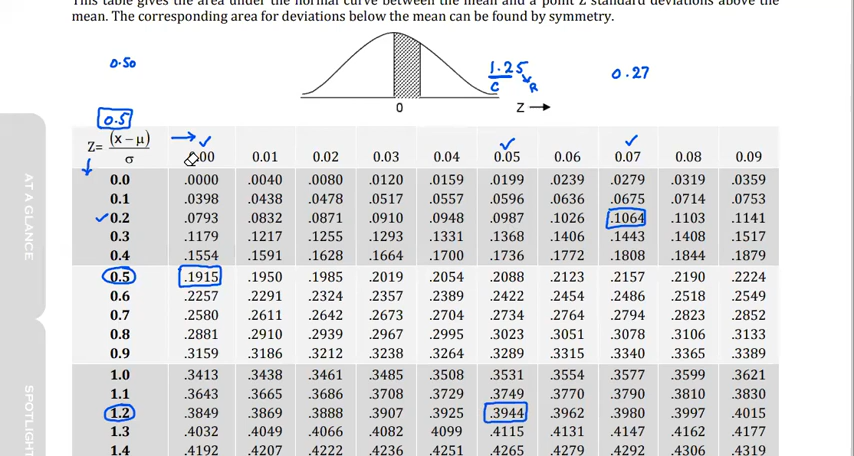 This table gives the area under the normal curve between the mean and a point Z standard deviations above the
mean. The corresponding area for deviations below the mean can be found by symmetry.
0.50
1.25
C R
0.27
0 Z
0.5
Z= (x – μ)
σ
0.00 0.01 0.02 0.03 0.04 0.05 0.06 0.07 0.08 0.09
0.0 .0000 .0040 .0080 .0120 .0159 .0199 .0239 .0279 .0319 .0359
0.1 .0398 .0438 .0478 .0517 .0557 .0596 .0636 .0675 .0714 .0753
0.2 .0793 .0832 .0871 .0910 .0948 .0987 .1026 .1064 .1103 .1141
0.3 .1179 .1217 .1255 .1293 .1331 .1368 .1406 .1443 .1408 .1517
0.4 .1554 .1591 .1628 .1664 .1700 .1736 .1772 .1808 .1844 .1879
0.5 .1915 .1950 .1985 .2019 .2054 .2088 .2123 .2157 .2190 .2224
0.6 .2257 .2291 .2324 .2357 .2389 .2422 .2454 .2486 .2518 .2549
0.7 .2580 .2611 .2642 .2673 .2704 .2734 .2764 .2794 .2823 .2852
0.8 .2881 .2910 .2939 .2967 .2995 .3023 .3051 .3078 .3106 .3133
0.9 .3159 .3186 .3212 .3238 .3264 .3289 .3315 .3340 .3365 .3389
1.0 .3413 .3438 .3461 .3485 .3508 .3531 .3554 .3577 .3599 .3621
1.1 .3643 .3665 .3686 .3708 .3729 .3749 .3770 .3790 .3810 .3830
1.2 .3849 .3869 .3888 .3907 .3925 .3944 .3962 .3980 .3997 .4015
1.3 .4032 .4049 .4066 .4082 .4099 .4115 .4131 .4147 .4162 .4177
1.4 .4192 .4207 .4222 .4236 .4251 .4265 .4279 .4292 .4306 .4319
AT A GLANCE
SPOTLIGHT